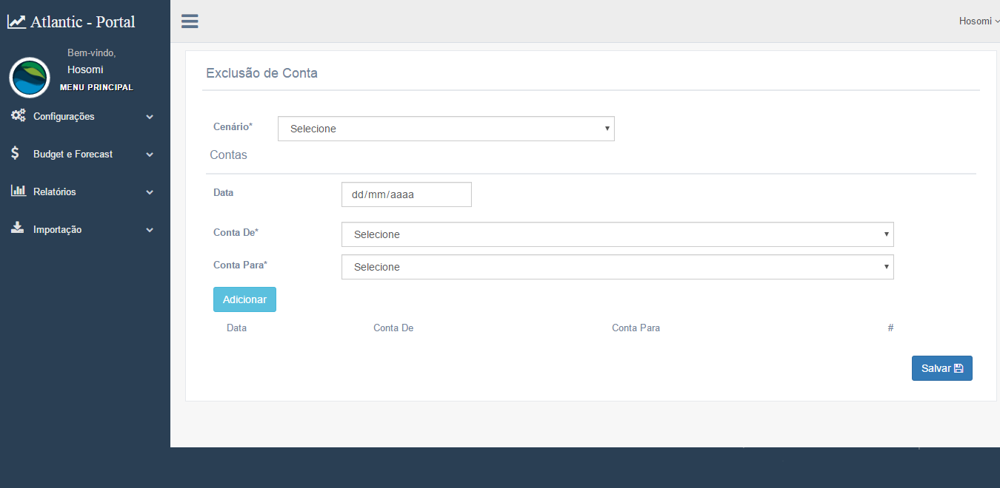 Atlantic - Portal
Hosomi
Bem-vindo,
Hosomi
MENU PRINCIPAL
Configurações
Budget e Forecast
Relatórios
Importação
Exclusão de Conta
Cenário* Selecione
Contas
Data dd/mm/aaaa
Conta De* Selecione
Conta Para* Selecione
Adicionar
Data Conta De Conta Para #
Salvar